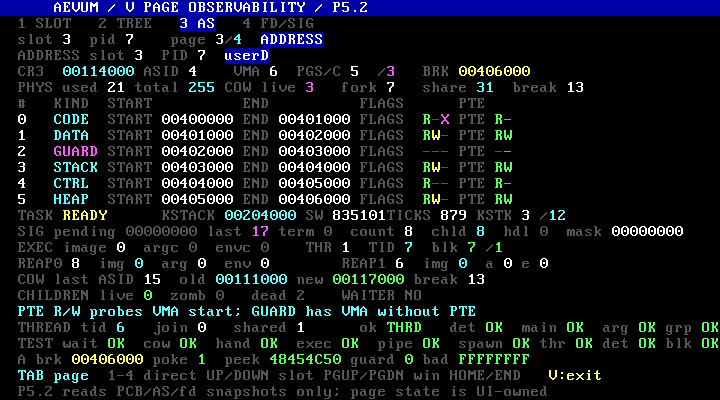 AEVUM / V PAGE OBSERVABILITY / P5.2
1 SLOT 2 TREE 3 AS 4 FD/SIG
slot 3 pid 7 page 3/4 ADDRESS
ADDRESS slot 3 PID 7 userD
CR3 00114000 ASID 4 VMA 6 PGS/C 5 /3 BRK 00406000
PHYS used 21 total 255 COW live 3 fork 7 share 31 break 13
# KIND START END FLAGS PTE
0 CODE START 00400000 END 00401000 FLAGS R-X PTE R-
1 DATA START 00401000 END 00402000 FLAGS RW- PTE RW
2 GUARD START 00402000 END 00403000 FLAGS --- PTE --
3 STACK START 00403000 END 00404000 FLAGS RW- PTE RW
4 CTRL START 00404000 END 00405000 FLAGS R-- PTE R-
5 HEAP START 00405000 END 00406000 FLAGS RW- PTE RW
TASK READY KSTACK 00204000 SW 835101TICKS 879 KSTK 3 /12
SIG pending 00000000 last 17 term 0 count 8 chld 8 hdl 0 mask 00000000
EXEC image 0 argc 0 envc 0 THR 1 TID 7 blk 7 /1
REAP0 8 img 0 arg 0 env 0 REAP1 6 img 0 a 0 e 0
COW last ASID 15 old 00111000 new 00117000 break 13
CHILDREN live 0 zomb 0 dead 2 WAITER NO
PTE R/W probes VMA start; GUARD has VMA without PTE
THREAD tid 6 join 0 shared 1 ok THRD det OK main OK arg OK grp OK
TEST wait OK cow OK hand OK exec OK pipe OK spawn OK thr OK det OK blk OK
A brk 00406000 poke 1 peek 48454C50 guard 0 bad FFFFFFFF
TAB page 1-4 direct UP/DOWN slot PGUP/PGDN win HOME/END V:exit
P5.2 reads PCB/AS/fd snapshots only; page state is UI-owned